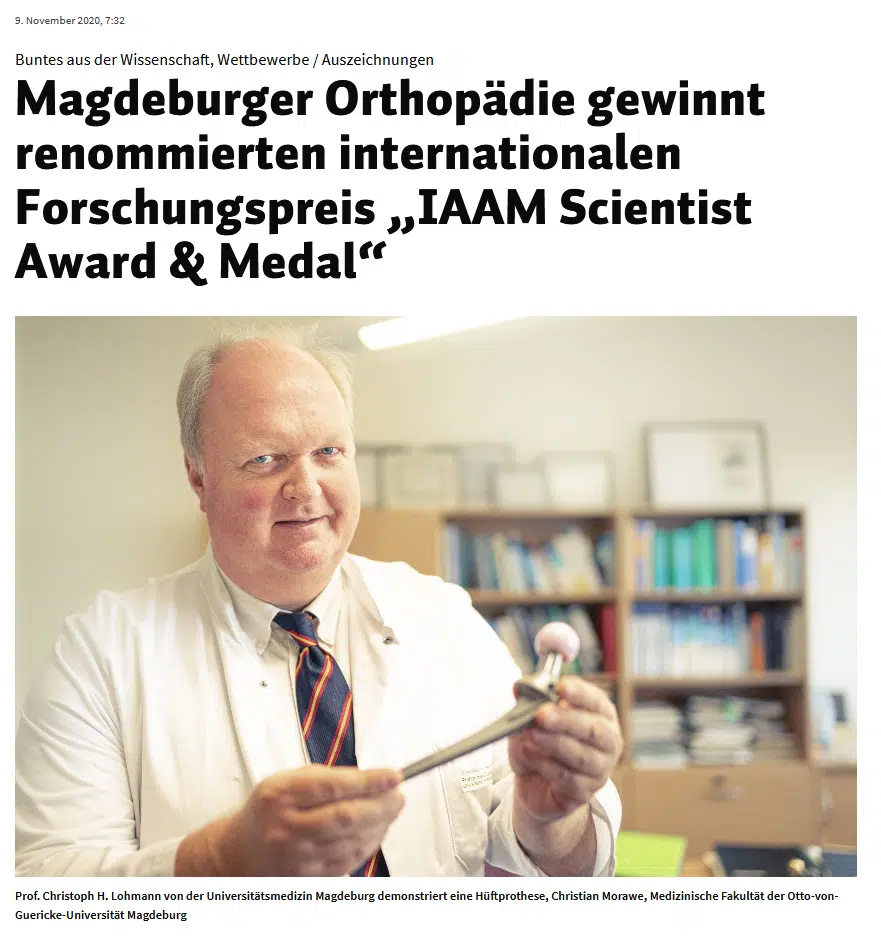 9. November 2020, 7:32
Buntes aus der Wissenschaft, Wettbewerbe / Auszeichnungen
Magdeburger Orthopädie gewinnt
renommierten internationalen
Forschungspreis „IAAM Scientist
Award & Medal“
Prof. Christoph H. Lohmann von der Universitätsmedizin Magdeburg demonstriert eine Hüftprothese, Christian Morawe, Medizinische Fakultät der Otto-von-
Guericke-Universität Magdeburg